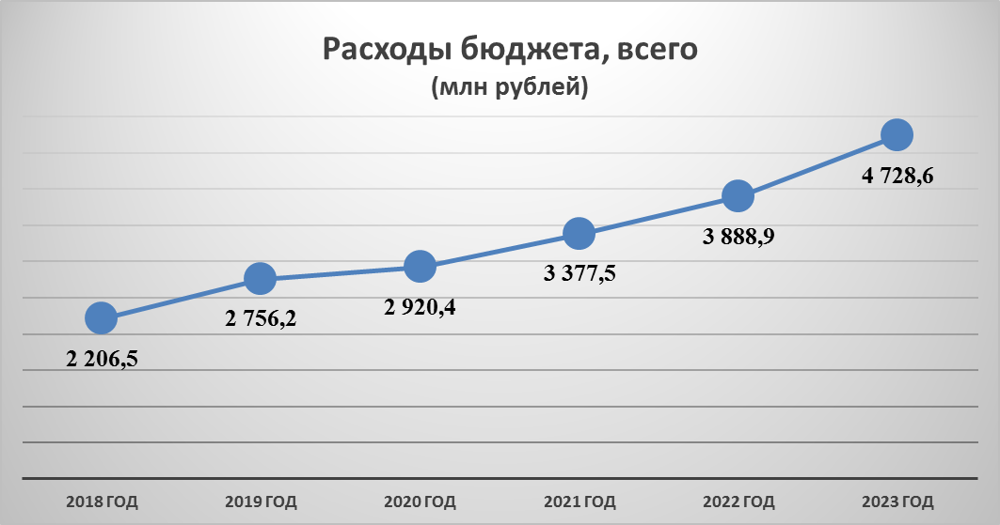 Расходы бюджета, всего
(млн рублей)
4 728,6
3 888,9
3 377,5
2 920,4
2 756,2
2 206,5
2018 ГОД 2019 ГОД 2020 ГОД 2021 ГОД 2022 ГОД 2023 ГОД